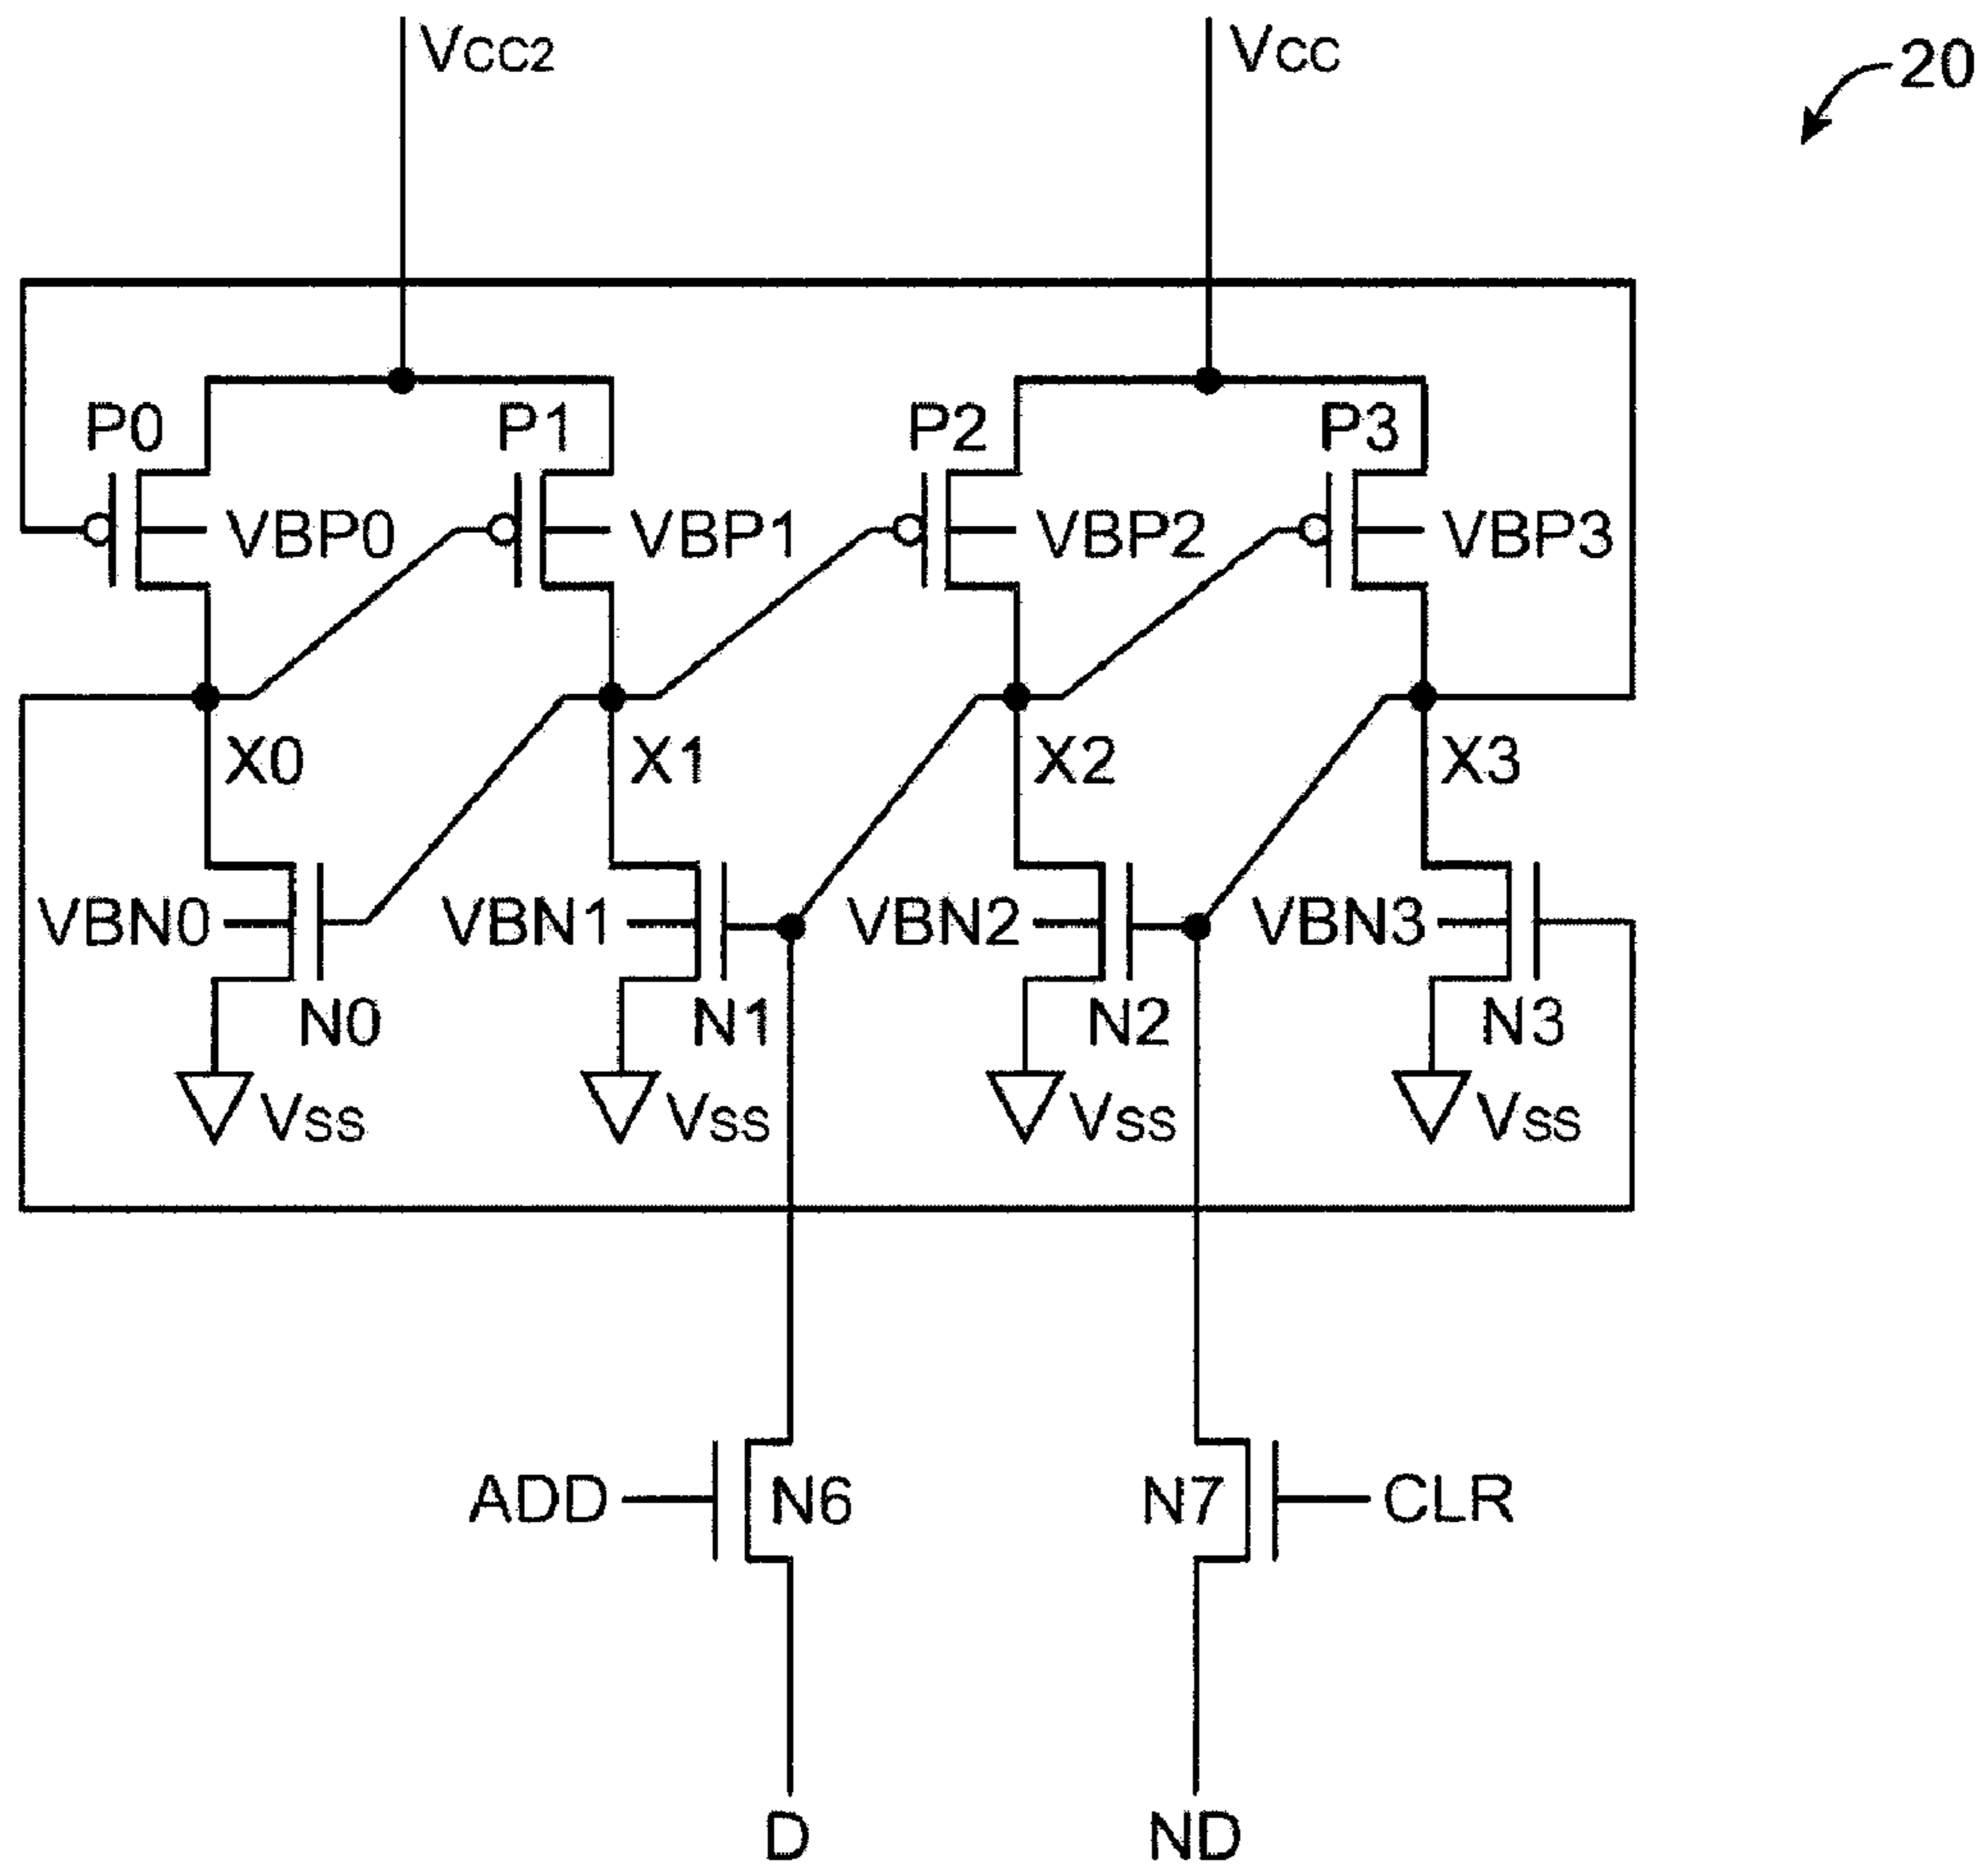 VCC2 VCC 20
P0 P1 P2 P3
VBP0 VBP1 VBP2 VBP3
X0 X1 X2 X3
VBN0 VBN1 VBN2 VBN3
N0 N1 N2 N3
VSS VSS VSS VSS
ADD N6 N7 CLR
D ND